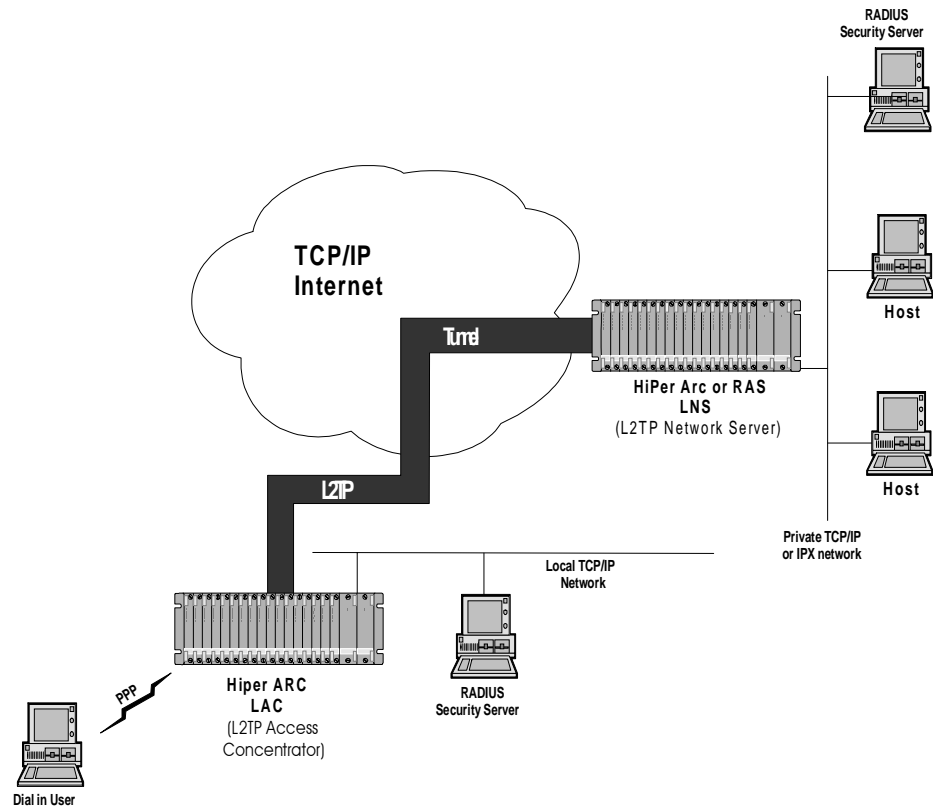 RADIUS
Security Server
TCP/IP
Internet
Host
Tunnel
HiPer Arc or RAS
LNS
(L2TP Network Server)
Host
L2TP
Private TCP/IP
or IPX network
Local TCP/IP
Network
Hiper ARC
LAC
(L2TP Access
Concentrator)
RADIUS
Security Server
PPP
Dial in User